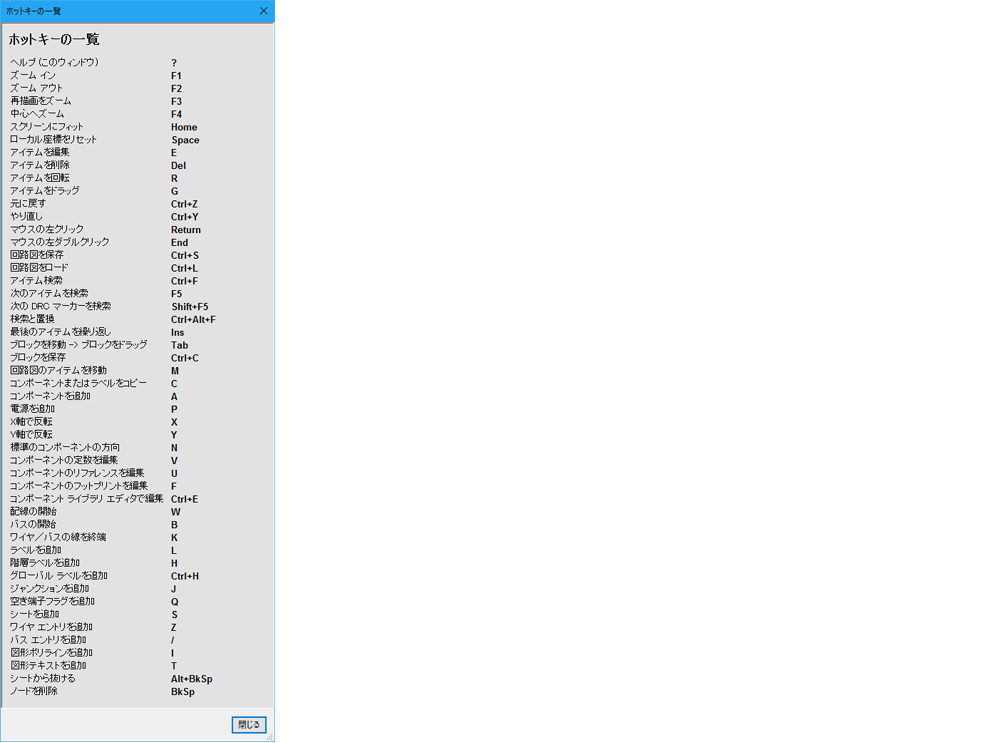 ホットキーの一覧
ホットキーの一覧
ヘルプ (このウィンドウ) ?
ズーム イン F1
ズーム アウト F2
再描画をズーム F3
中心へズーム F4
スクリーンにフィット Home
ローカル座標をリセット Space
アイテムを編集 E
アイテムを削除 Del
アイテムを回転 R
アイテムをドラッグ G
元に戻す Ctrl+Z
やり直し Ctrl+Y
マウスの左クリック Return
マウスの左ダブルクリック End
回路図を保存 Ctrl+S
回路図をロード Ctrl+L
アイテム検索 Ctrl+F
次のアイテムを検索 F5
次の DRC マーカーを検索 Shift+F5
検索と置換 Ctrl+Alt+F
最後のアイテムを繰り返し Ins
ブロックを移動 -> ブロックをドラッグ Tab
ブロックを保存 Ctrl+C
回路図のアイテムを移動 M
コンポーネントまたはラベルをコピー C
コンポーネントを追加 A
電源を追加 P
X軸で反転 X
Y軸で反転 Y
標準のコンポーネントの方向 N
コンポーネントの定数を編集 V
コンポーネントのリファレンスを編集 U
コンポーネントのフットプリントを編集 F
コンポーネント ライブラリ エディタで編集 Ctrl+E
配線の開始 W
バスの開始 B
ワイヤ／バスの線を終端 K
ラベルを追加 L
階層ラベルを追加 H
グローバル ラベルを追加 Ctrl+H
ジャンクションを追加 J
空き端子フラグを追加 Q
シートを追加 S
ワイヤ エントリを追加 Z
バス エントリを追加 /
図形ポリラインを追加 I
図形テキストを追加 T
シートから抜ける Alt+BkSp
ノードを削除 BkSp
閉じる